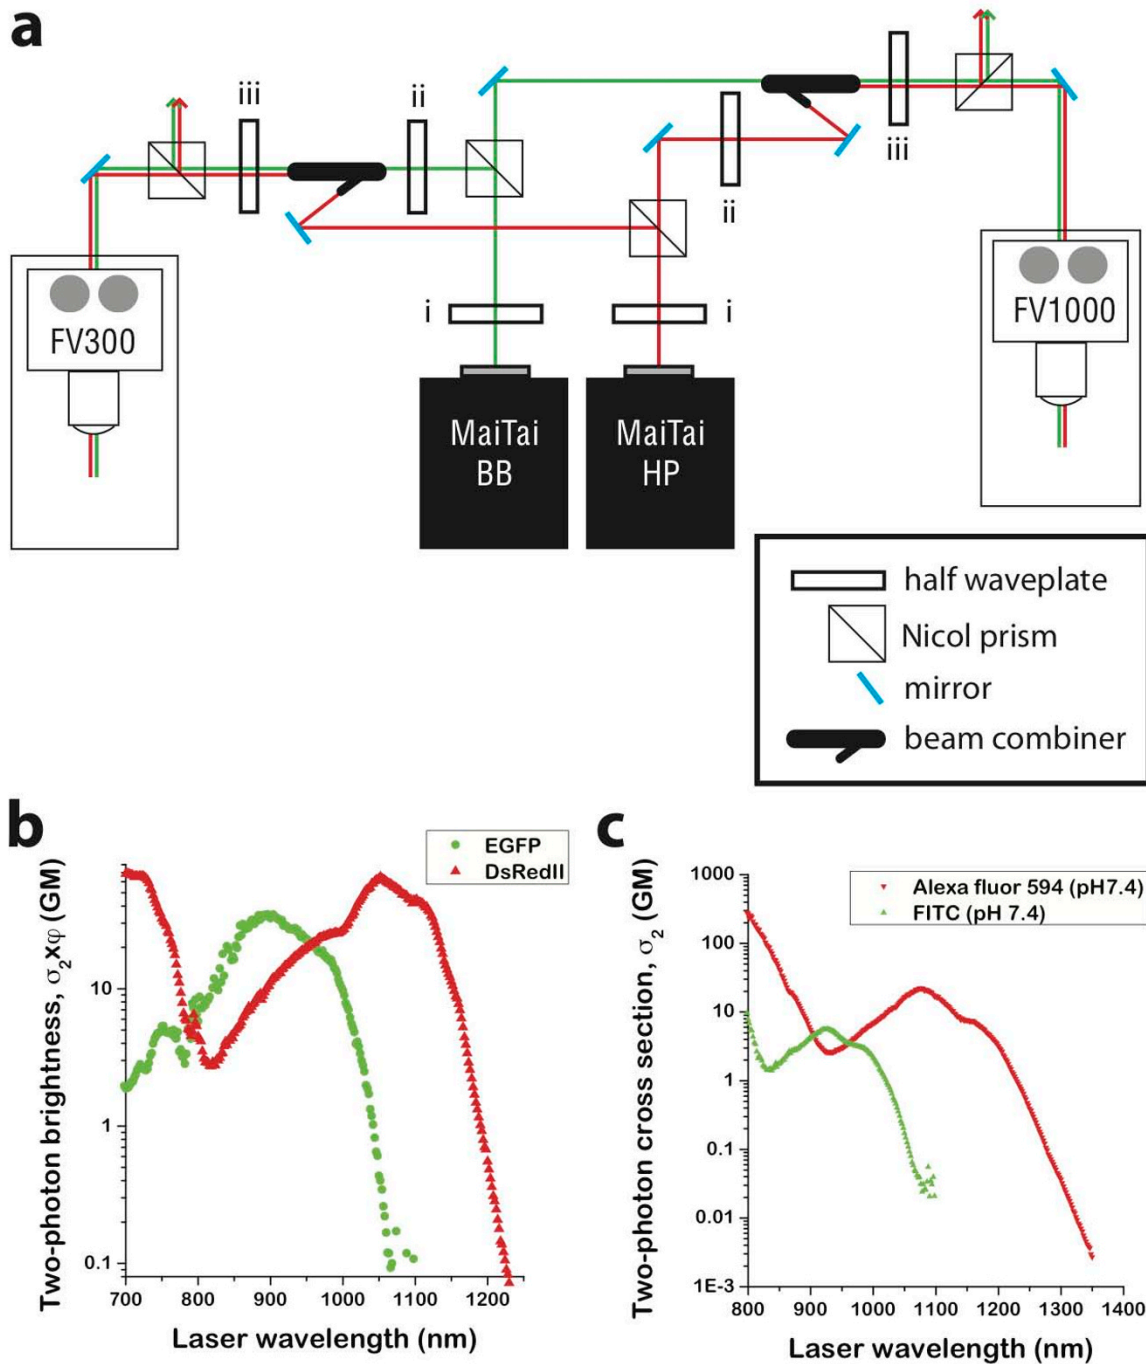 a
iii
ii
iii
ii
i
i
FV300
FV1000
MaiTai
BB
MaiTai
HP
half waveplate
Nicol prism
mirror
beam combiner
b
Two-photon brightness, σ₂xφ (GM)
EGFP
DsRedII
10
1
0.1
700
800
900
1000
1100
1200
Laser wavelength (nm)
c
Two-photon cross section, σ₂ (GM)
Alexa fluor 594 (pH7.4)
FITC (pH 7.4)
1000
100
10
1
0.1
0.01
1E-3
800
900
1000
1100
1200
1300
1400
Laser wavelength (nm)